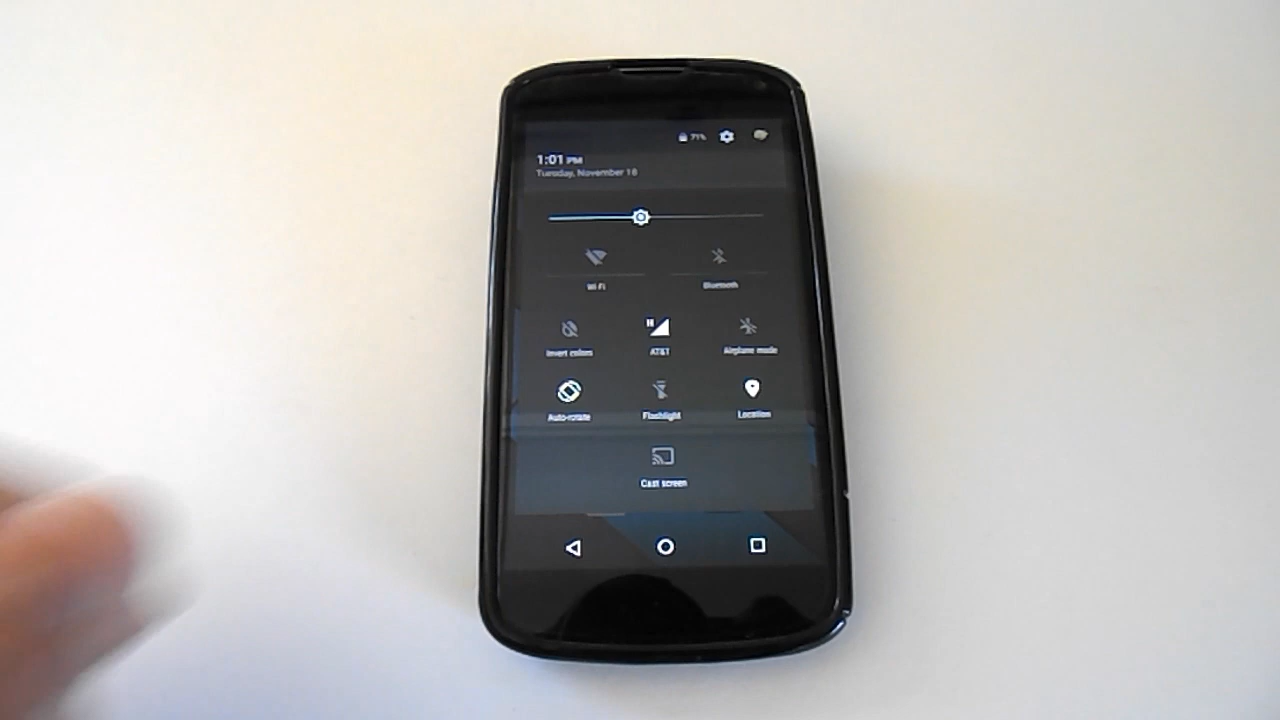 71%
1:01 PM
Tuesday, November 18
Wi-Fi Bluetooth
Invert colors AT&T Airplane mode
Auto-rotate Flashlight Location
Cast screen